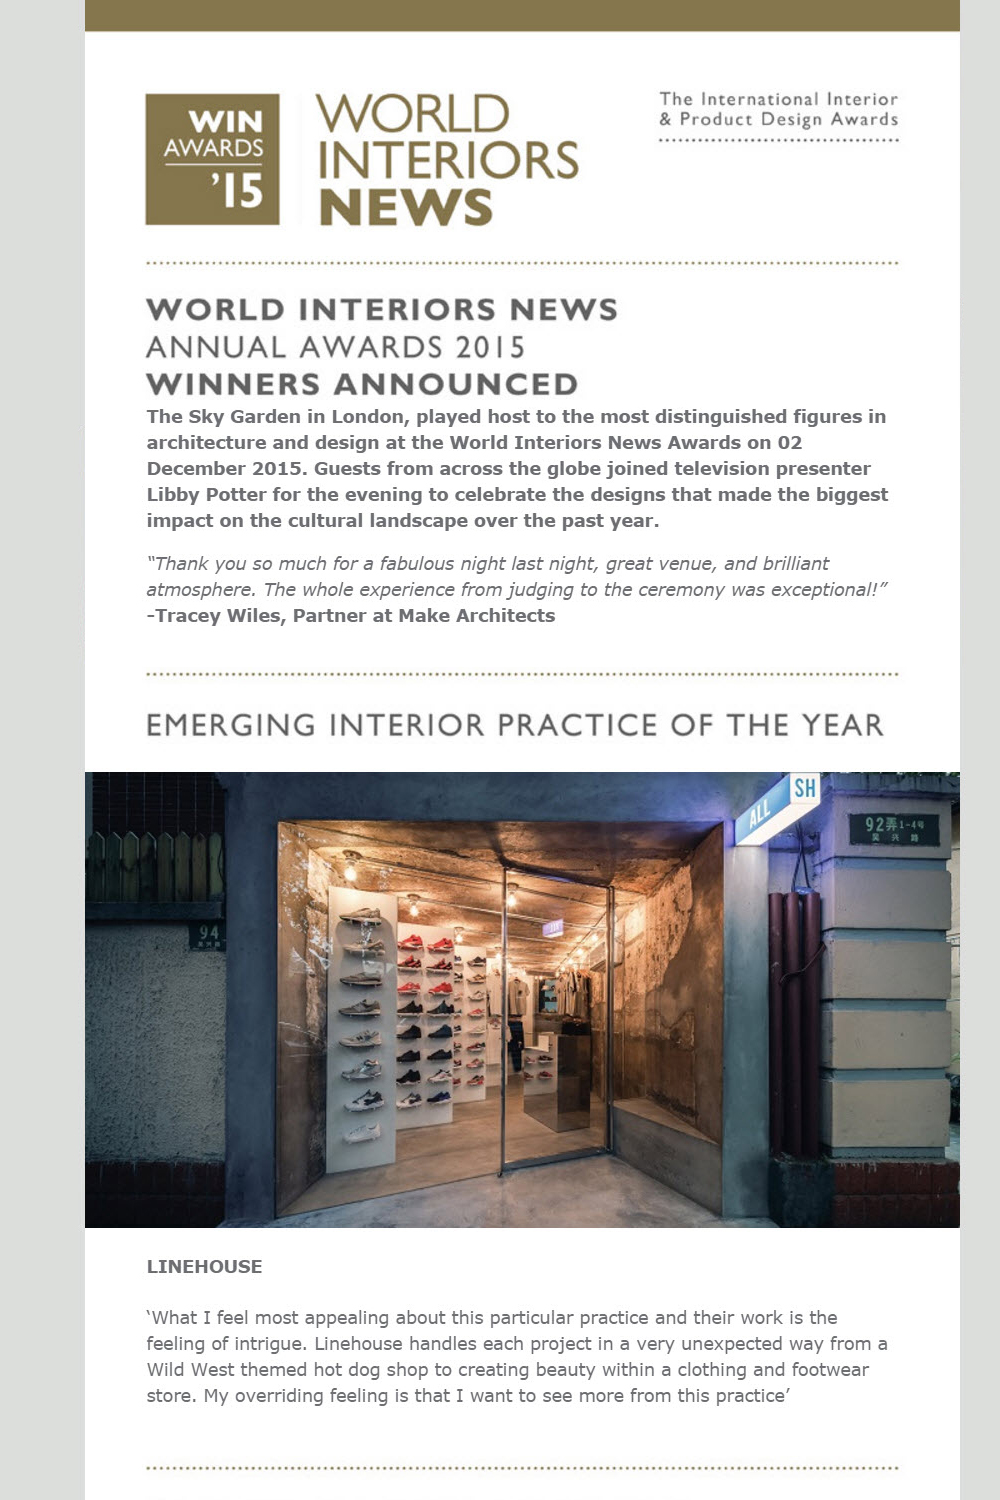 WIN
AWARDS
’15
WORLD
INTERIORS
NEWS
The International Interior
& Product Design Awards
WORLD INTERIORS NEWS
ANNUAL AWARDS 2015
WINNERS ANNOUNCED
The Sky Garden in London, played host to the most distinguished figures in
architecture and design at the World Interiors News Awards on 02
December 2015. Guests from across the globe joined television presenter
Libby Potter for the evening to celebrate the designs that made the biggest
impact on the cultural landscape over the past year.
“Thank you so much for a fabulous night last night, great venue, and brilliant
atmosphere. The whole experience from judging to the ceremony was exceptional!”
-Tracey Wiles, Partner at Make Architects
EMERGING INTERIOR PRACTICE OF THE YEAR
ALL SH
92弄1-4号
吴兴路
94
LINEHOUSE
‘What I feel most appealing about this particular practice and their work is the
feeling of intrigue. Linehouse handles each project in a very unexpected way from a
Wild West themed hot dog shop to creating beauty within a clothing and footwear
store. My overriding feeling is that I want to see more from this practice’